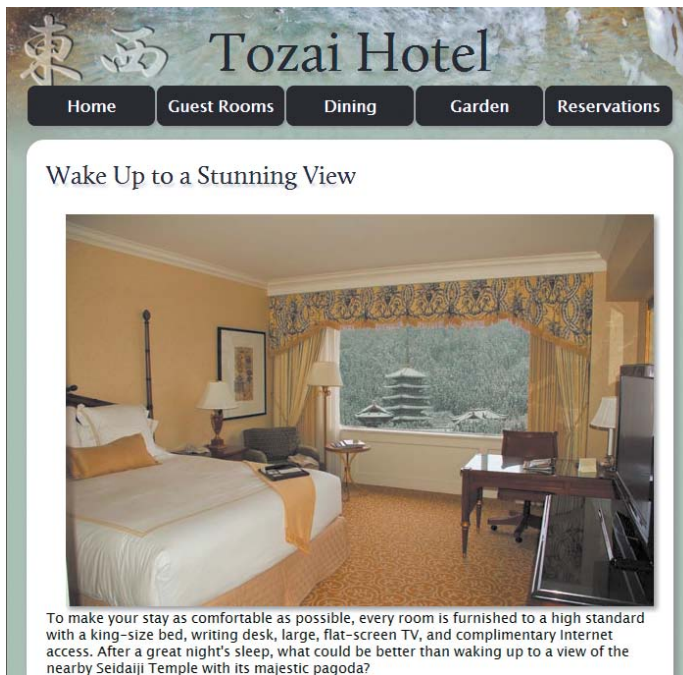 東西 Tozai Hotel
Home Guest Rooms Dining Garden Reservations
Wake Up to a Stunning View
To make your stay as comfortable as possible, every room is furnished to a high standard
with a king-size bed, writing desk, large, flat-screen TV, and complimentary Internet
access. After a great night's sleep, what could be better than waking up to a view of the
nearby Seidaiji Temple with its majestic pagoda?